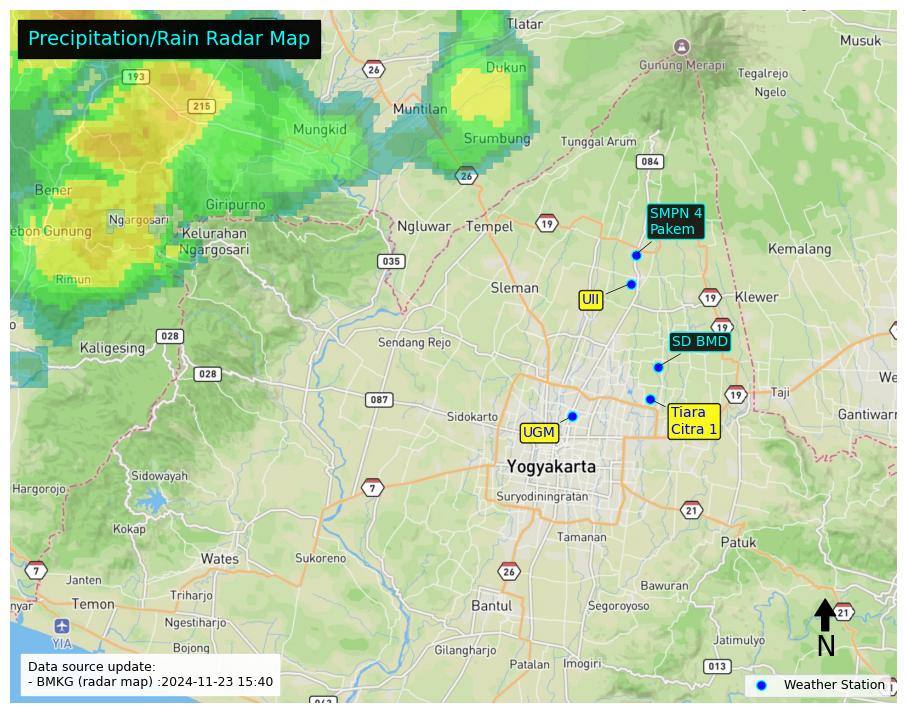 Precipitation/Rain Radar Map
Tlatar
Musuk
Gunung Merapi
26
Dukun
Tegalrejo
193
Ngelo
215
Muntilan
Mungkid
Srumbung
Tunggal Arum
084
26
Bener
Giripurno
SMPN 4
Pakem
Ngargosari
19
Ngluwar
Tempel
ebon Gunung
Kelurahan
Ngargosari
Kemalang
035
Rimun
Sleman
UII
19
Klewer
19
028
Sendang Rejo
SD BMD
Kaligesing
028
We
087
19
Taji
Sidokarto
Tiara
Citra 1
Gantiwarn
UGM
Yogyakarta
Sidowayah
Hargorojo
7
Suryodiningratan
21
Kokap
Tamanan
Patuk
Wates
Sukoreno
7
26
Janten
Bawuran
Triharjo
nyar
Temon
Bantul
Segoroyoso
21
Ngestiharjo
YIA
N
Bojong
Gilangharjo
Jatimulyo
Patalan
Imogiri
013
Data source update:
- BMKG (radar map) :2024-11-23 15:40
Weather Station